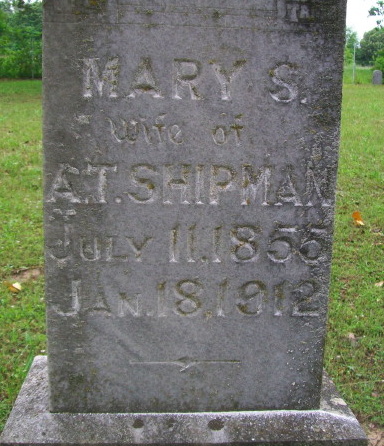 MARY S.
Wife of
A.T. SHIPMAN
JULY 11, 1855
JAN. 18, 1912